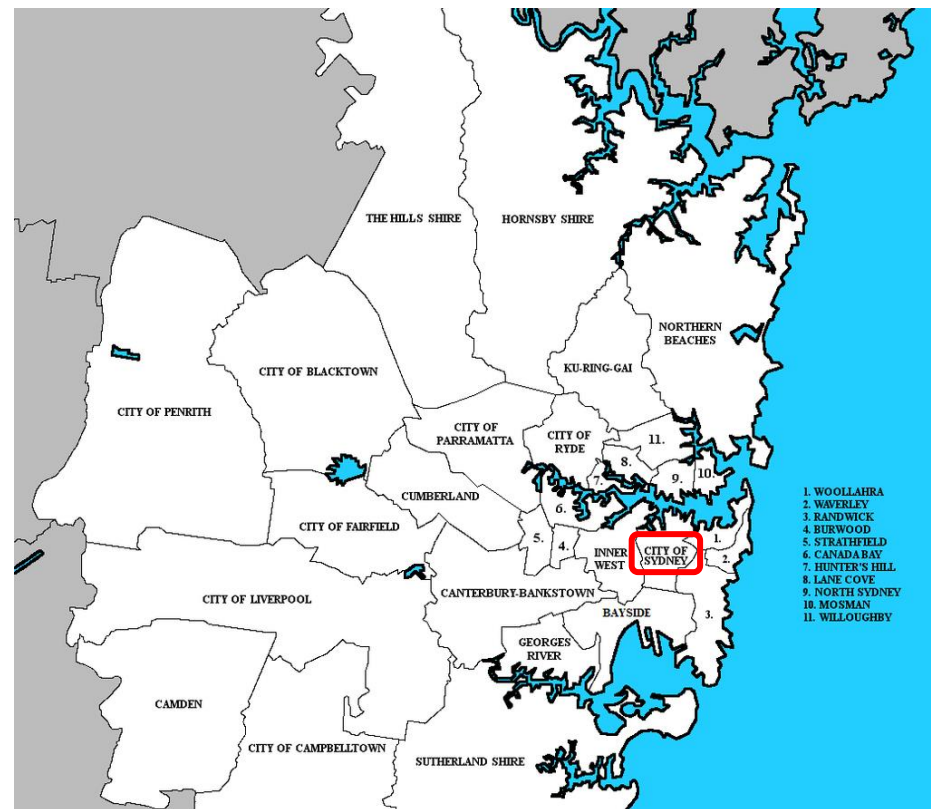 THE HILLS SHIRE
HORNSBY SHIRE
NORTHERN
BEACHES
KU-RING-GAI
CITY OF BLACKTOWN
CITY OF PENRITH
CITY OF
PARRAMATTA
CITY OF
RYDE
11.
8.
7.
9.
10.
CUMBERLAND
6.
CITY OF FAIRFIELD
5.
4.
INNER
WEST
CITY OF
SYDNEY
1.
2.
3.
CITY OF LIVERPOOL
CANTERBURY-BANKSTOWN
BAYSIDE
GEORGES
RIVER
CAMDEN
CITY OF CAMPBELLTOWN
SUTHERLAND SHIRE
1. WOOLLAHRA
2. WAVERLEY
3. RANDWICK
4. BURWOOD
5. STRATHFIELD
6. CANADA BAY
7. HUNTER'S HILL
8. LANE COVE
9. NORTH SYDNEY
10. MOSMAN
11. WILLOUGHBY